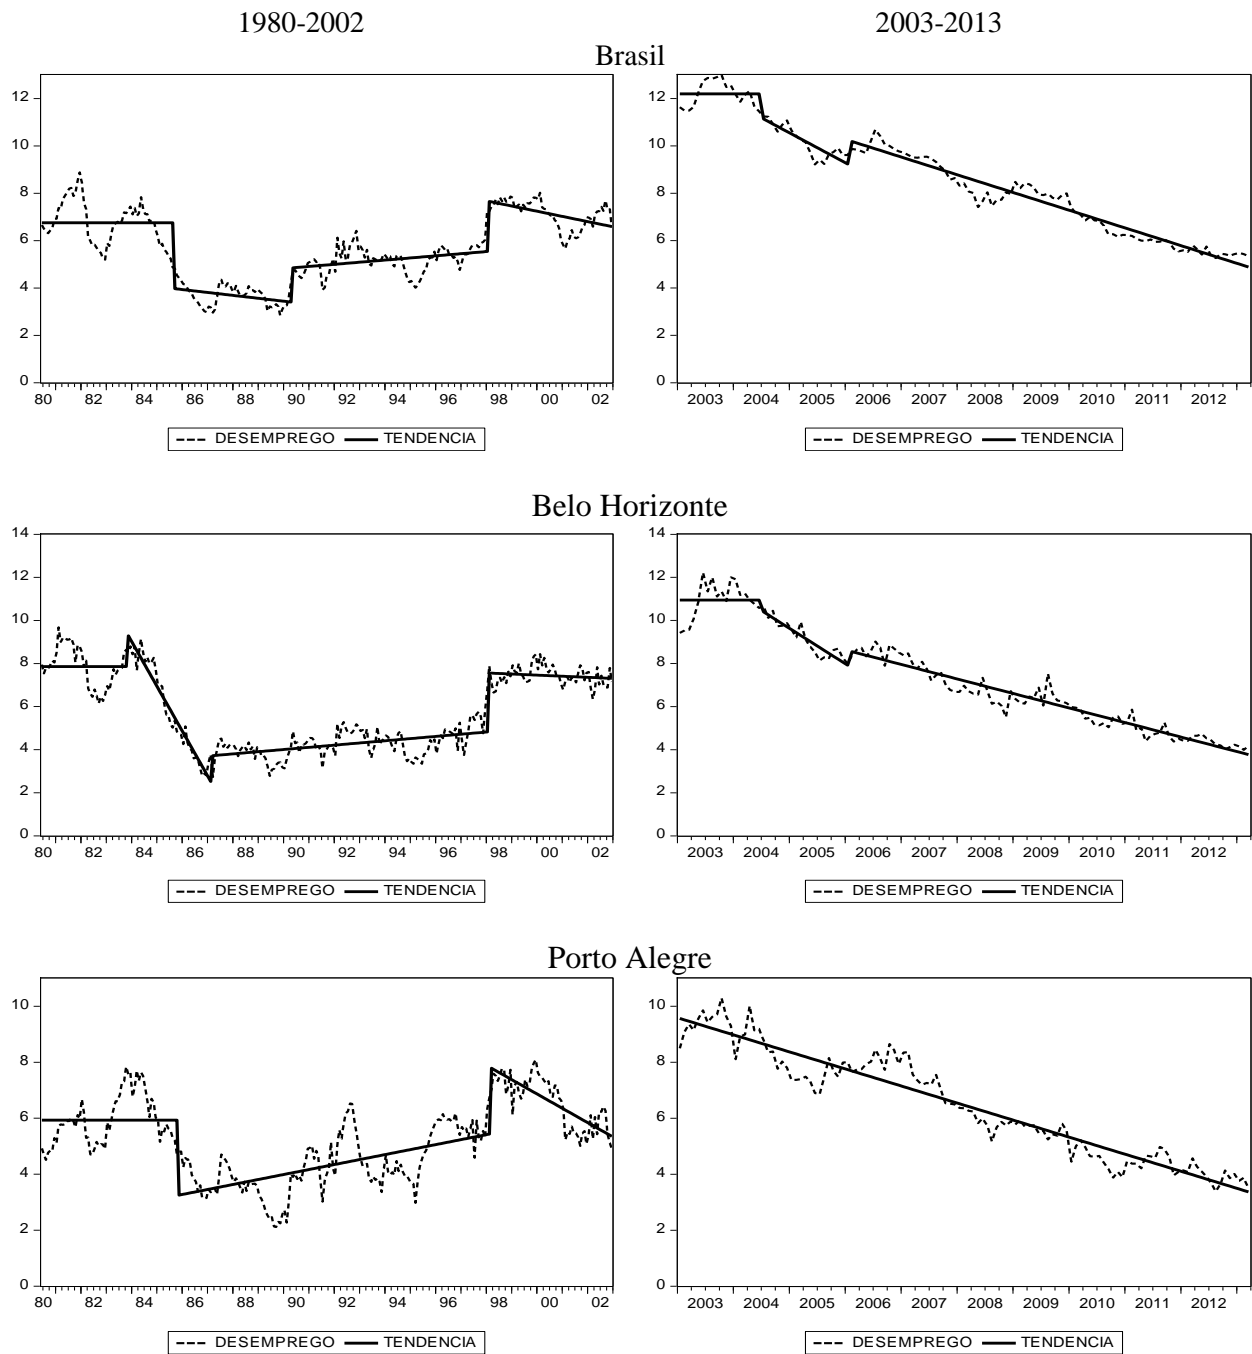 1980-2002 2003-2013
Brasil
12
10
8
6
4
2
0
80 82 84 86 88 90 92 94 96 98 00 02
DESEMPREGO TENDENCIA
12
10
8
6
4
2
0
2003 2004 2005 2006 2007 2008 2009 2010 2011 2012
DESEMPREGO TENDENCIA
Belo Horizonte
14
12
10
8
6
4
2
0
80 82 84 86 88 90 92 94 96 98 00 02
DESEMPREGO TENDENCIA
14
12
10
8
6
4
2
0
2003 2004 2005 2006 2007 2008 2009 2010 2011 2012
DESEMPREGO TENDENCIA
Porto Alegre
10
8
6
4
2
0
80 82 84 86 88 90 92 94 96 98 00 02
DESEMPREGO TENDENCIA
10
8
6
4
2
0
2003 2004 2005 2006 2007 2008 2009 2010 2011 2012
DESEMPREGO TENDENCIA